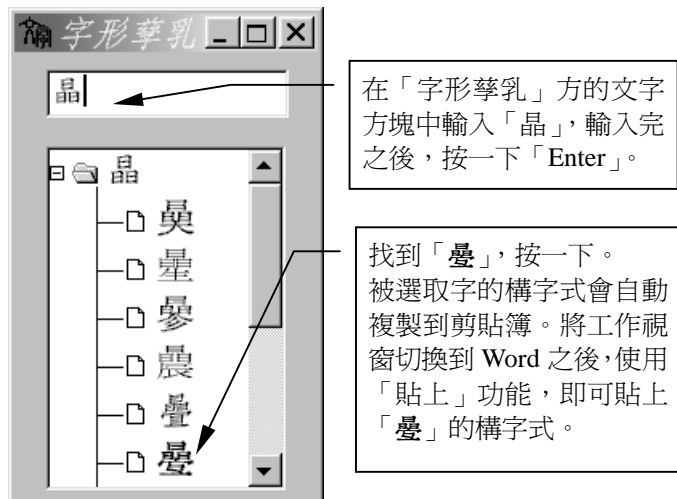 字形孳乳
晶
晶
曐
曑
曟
曡
在「字形孳乳」方的文字
方塊中輸入「晶」，輸入完
之後，按一下「Enter」。
找到「」，按一下。
被選取字的構字式會自動
複製到剪貼簿。將工作視
窗切換到 Word 之後，使用
「貼上」功能，即可貼上
「」的構字式。